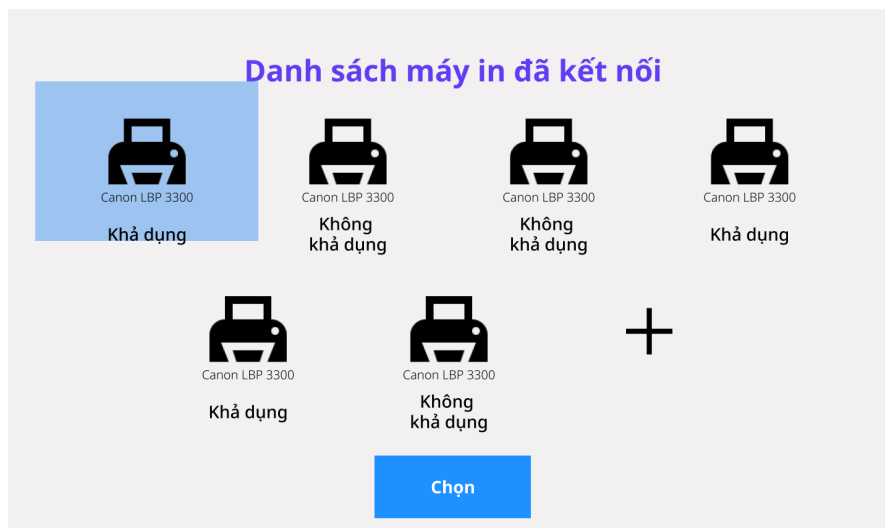 Danh sách máy in đã kết nối
Canon LBP 3300
Canon LBP 3300
Canon LBP 3300
Canon LBP 3300
Khả dụng
Không
khả dụng
Không
khả dụng
Khả dụng
Canon LBP 3300
Canon LBP 3300
Khả dụng
Không
khả dụng
Chọn